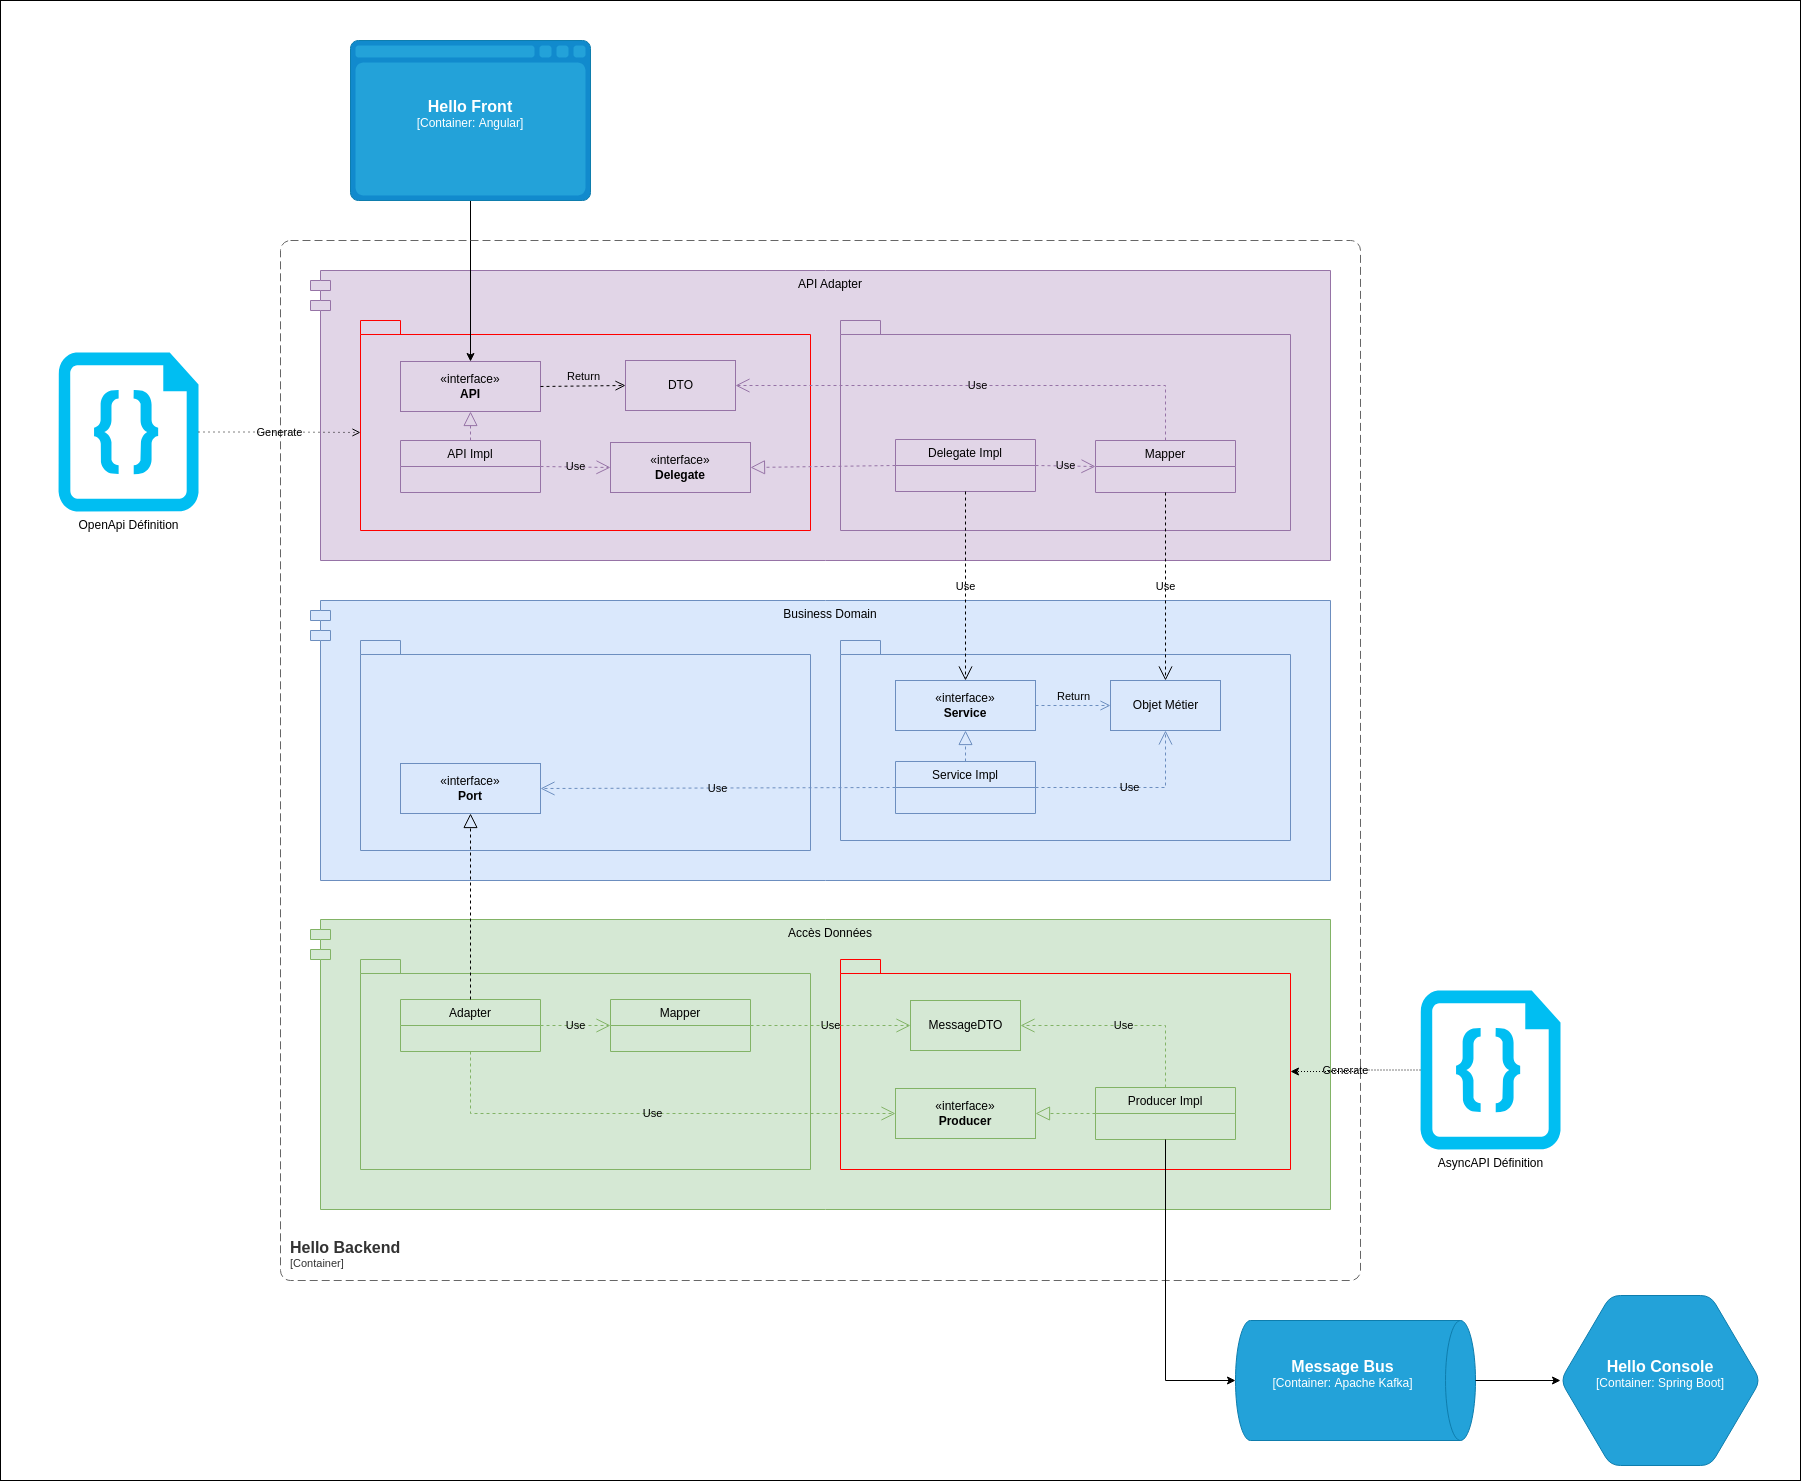 Hello Front
[Container: Angular]
API Adapter
«interface»
API
Return
DTO
Use
Generate
API Impl
Use
«interface»
Delegate
Delegate Impl
Use
Mapper
OpenApi Définition
Use
Use
Business Domain
«interface»
Service
Return
Objet Métier
«interface»
Port
Use
Service Impl
Use
Accès Données
Adapter
Use
Mapper
Use
MessageDTO
Use
Generate
Use
«interface»
Producer
Producer Impl
AsyncAPI Définition
Hello Backend
[Container]
Message Bus
[Container: Apache Kafka]
Hello Console
[Container: Spring Boot]